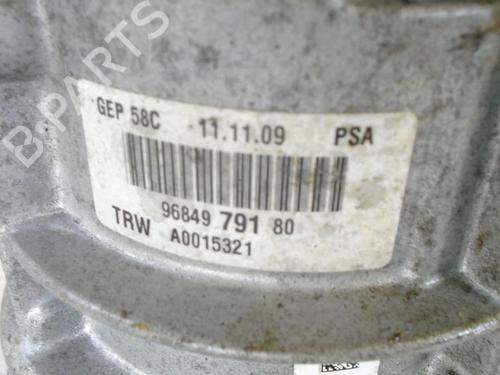 B-PARTS
GEP 58C 11.11.09 PSA
96849 791 80
TRW A0015321